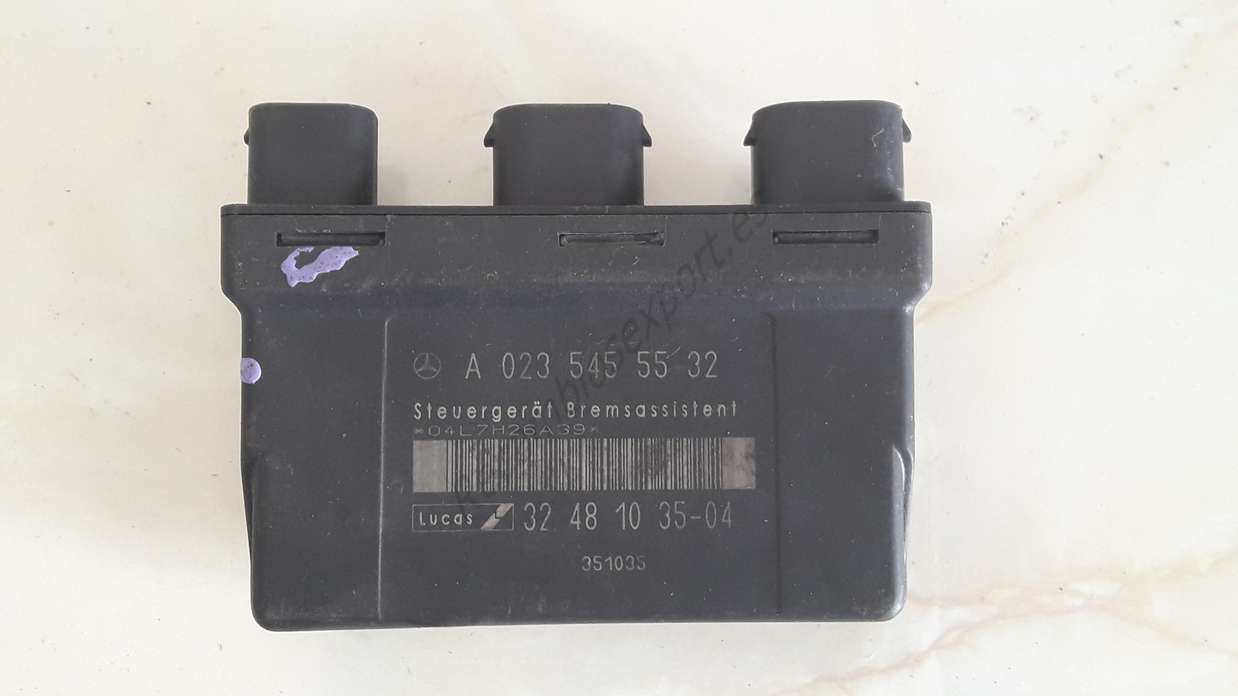 A 023 545 55 32
Steuergerät Bremsassistent
*04L7H26A39*
Lucas 32 48 10 35-04
351035